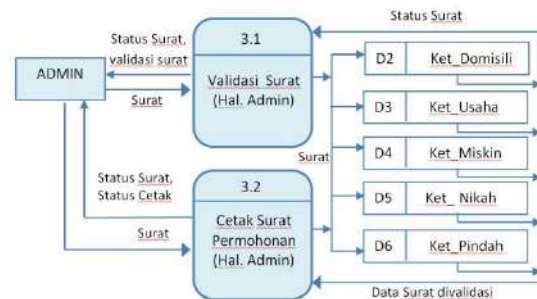 Status Surat
Status Surat,
validasi surat
ADMIN
Surat
3.1
Validasi Surat
(Hal. Admin)
D2 Ket_Domisili
D3 Ket_Usaha
D4 Ket_Miskin
D5 Ket_ Nikah
D6 Ket_Pindah
Surat
Status Surat,
Status Cetak
Surat
3.2
Cetak Surat
Permohonan
(Hal. Admin)
Data Surat divalidasi